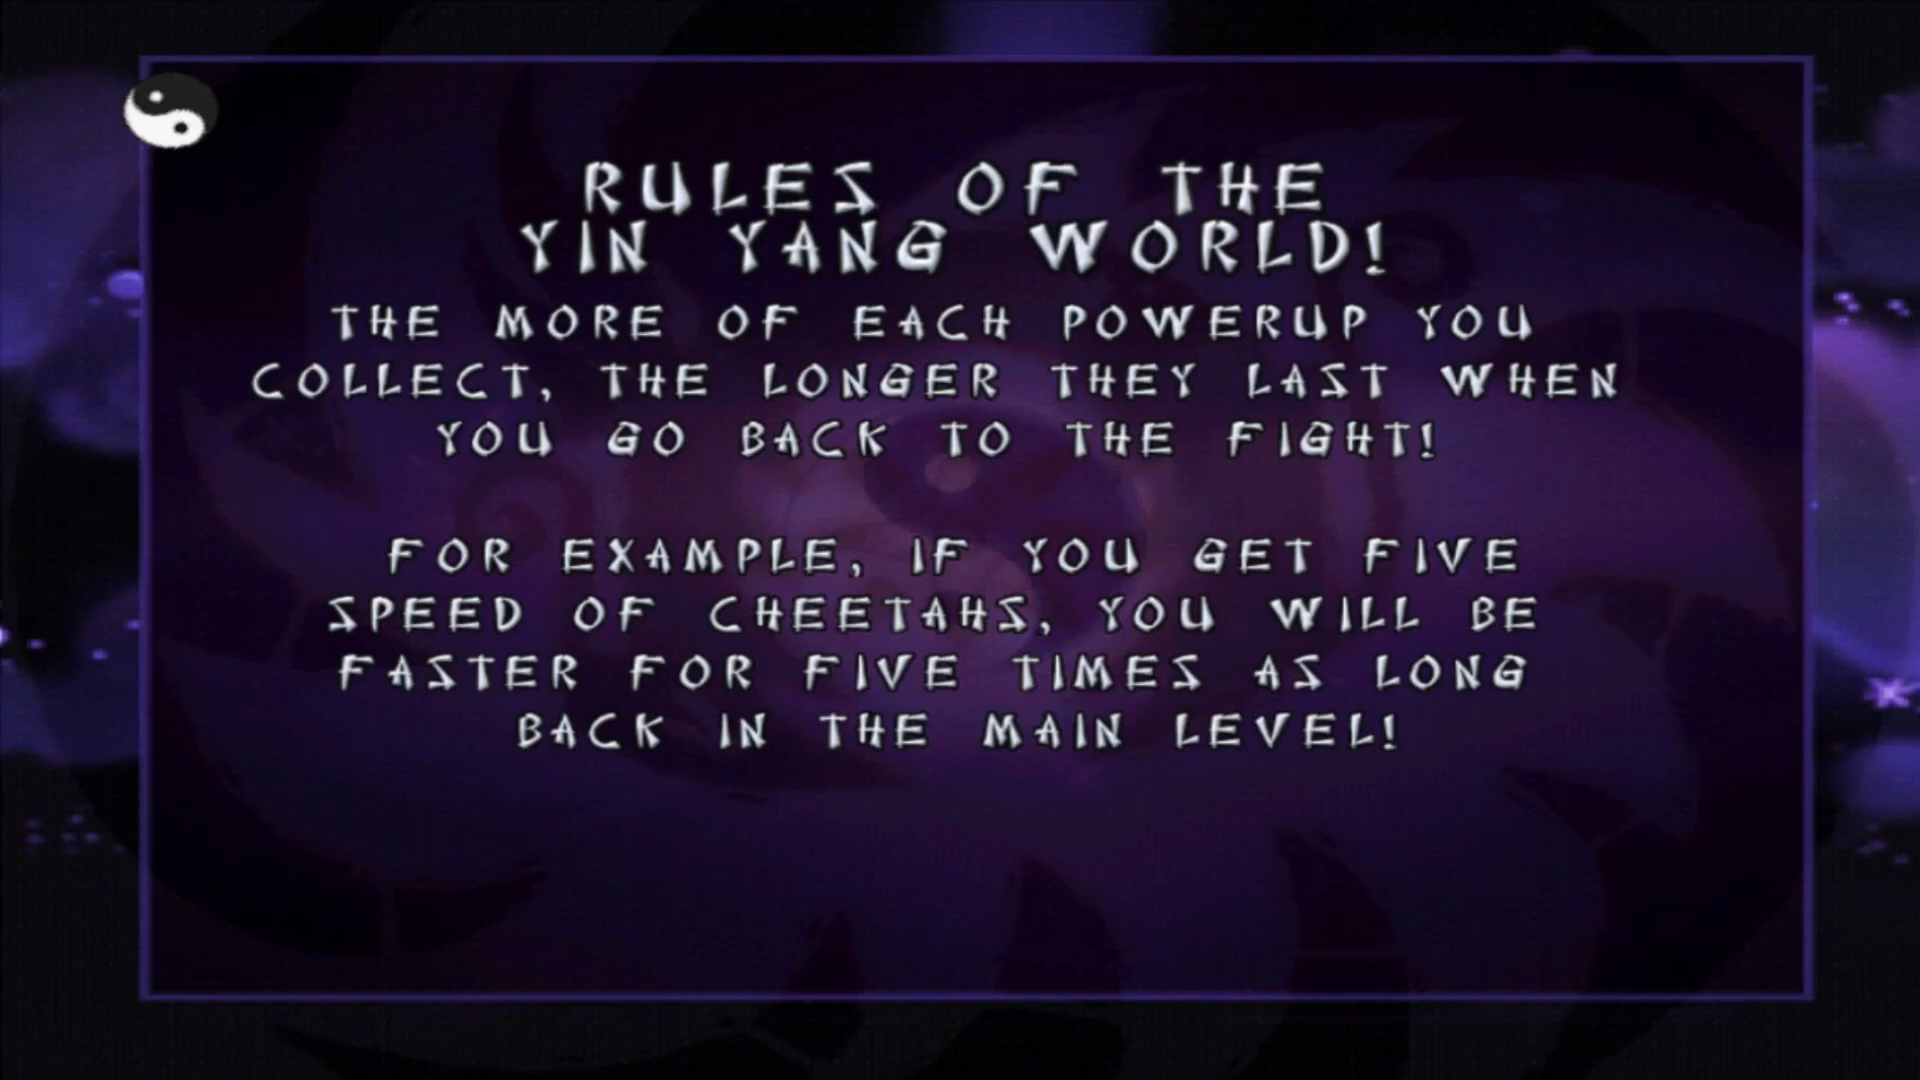 RULES OF THE
YIN YANG WORLD!
THE MORE OF EACH POWERUP YOU
COLLECT, THE LONGER THEY LAST WHEN
YOU GO BACK TO THE FIGHT!
FOR EXAMPLE, IF YOU GET FIVE
SPEED OF CHEETAHS, YOU WILL BE
FASTER FOR FIVE TIMES AS LONG
BACK IN THE MAIN LEVEL!